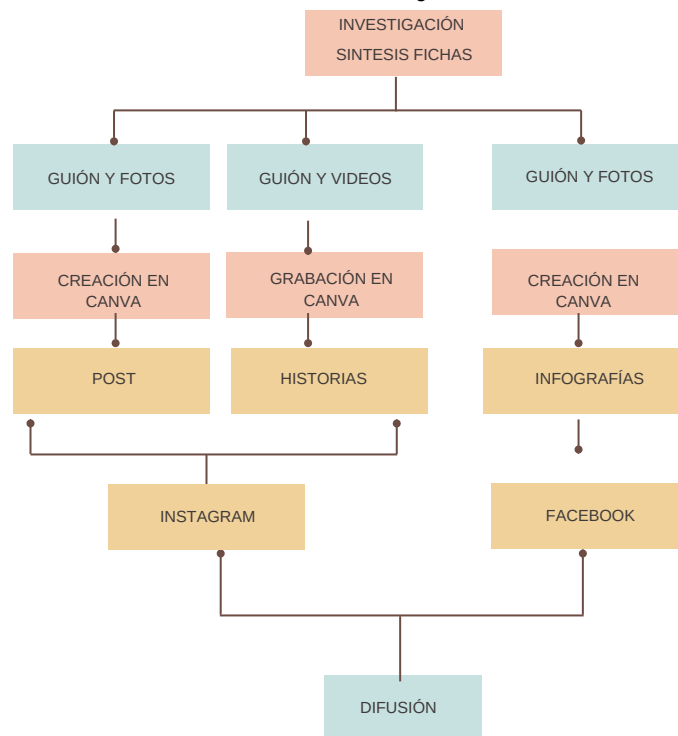 INVESTIGACIÓN
SINTESIS FICHAS
GUIÓN Y FOTOS
GUIÓN Y VIDEOS
GUIÓN Y FOTOS
CREACIÓN EN
CANVA
GRABACIÓN EN
CANVA
CREACIÓN EN
CANVA
POST
HISTORIAS
INFOGRAFÍAS
INSTAGRAM
FACEBOOK
DIFUSIÓN